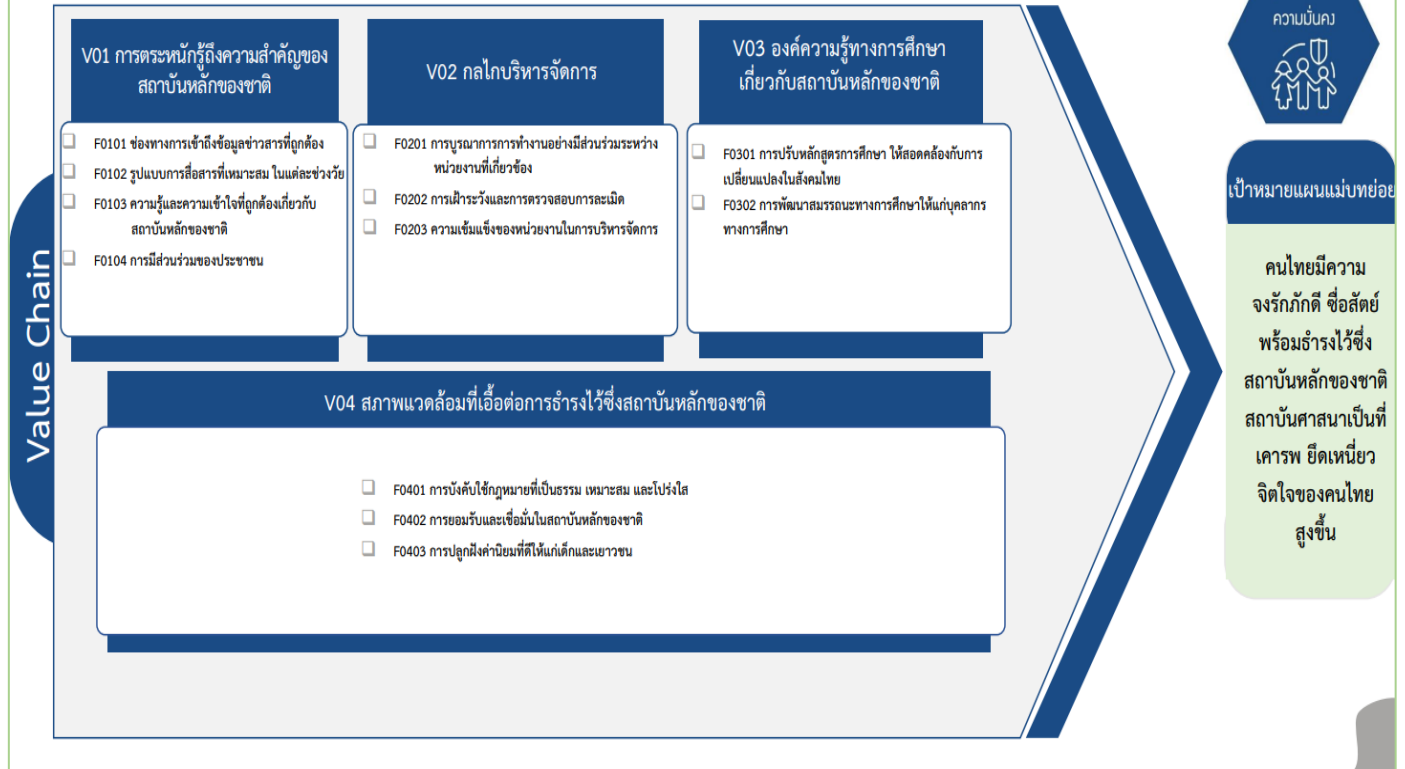 Value Chain
V01 การตระหนักรู้ถึงความสำคัญของ
สถาบันหลักของชาติ
F0101 ช่องทางการเข้าถึงข้อมูลข่าวสารที่ถูกต้อง
F0102 รูปแบบการสื่อสารที่เหมาะสม ในแต่ละช่วงวัย
F0103 ความรู้และความเข้าใจที่ถูกต้องเกี่ยวกับ
สถาบันหลักของชาติ
F0104 การมีส่วนร่วมของประชาชน
V02 กลไกบริหารจัดการ
F0201 การบูรณาการการทำงานอย่างมีส่วนร่วมระหว่าง
หน่วยงานที่เกี่ยวข้อง
F0202 การเฝ้าระวังและการตรวจสอบการละเมิด
F0203 ความเข้มแข็งของหน่วยงานในการบริหารจัดการ
V03 องค์ความรู้ทางการศึกษา
เกี่ยวกับสถาบันหลักของชาติ
F0301 การปรับหลักสูตรการศึกษา ให้สอดคล้องกับการ
เปลี่ยนแปลงในสังคมไทย
F0302 การพัฒนาสมรรถนะทางการศึกษาให้แก่บุคลากร
ทางการศึกษา
V04 สภาพแวดล้อมที่เอื้อต่อการธำรงไว้ซึ่งสถาบันหลักของชาติ
F0401 การบังคับใช้กฎหมายที่เป็นธรรม เหมาะสม และโปร่งใส
F0402 การยอมรับและเชื่อมั่นในสถาบันหลักของชาติ
F0403 การปลูกฝังค่านิยมที่ดีให้แก่เด็กและเยาวชน
ความมั่นคง
เป้าหมายแผนแม่บทย่อย
คนไทยมีความ
จงรักภักดี ซื่อสัตย์
พร้อมธำรงไว้ซึ่ง
สถาบันหลักของชาติ
สถาบันศาสนาเป็นที่
เคารพ ยึดเหนี่ยว
จิตใจของคนไทย
สูงขึ้น